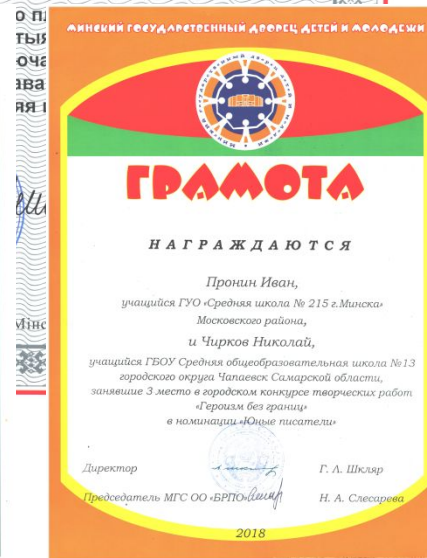 МИНСКИЙ ГОСУДАРСТВЕННЫЙ ДВОРЕЦ ДЕТЕЙ И МОЛОДЕЖИ
ГРАМОТА
НАГРАЖДАЮТСЯ
Пронин Иван,
учащийся ГУО «Средняя школа № 215 г.Минска»
Московского района,
и Чирков Николай,
учащийся ГБОУ Средняя общеобразовательная школа №13
городского округа Чапаевск Самарской области,
занявшие 3 место в городском конкурсе творческих работ
«Героизм без границ»
в номинации «Юные писатели»
Директор Г. Л. Шкляр
Председатель МГС ОО «БРПО» Н. А. Слесарева
2018